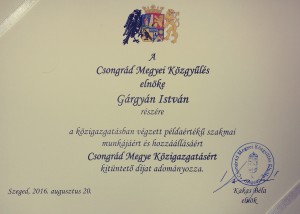 A
Csongrád Megyei Közgyűlés
elnöke
Gárgyán István
részére
a közigazgatásban végzett példaértékű szakmai
munkájáért és hozzáállásáért
Csongrád Megye Közigazgatásért
kitüntető díjat adományozza.
Szeged, 2016. augusztus 20.
Kakas Béla
elnök